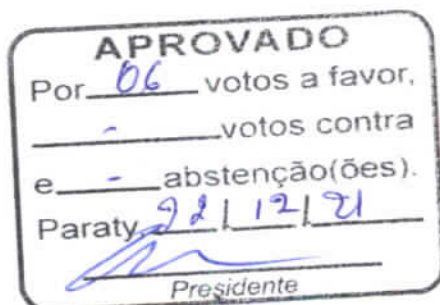 APROVADO
Por 06 votos a favor,
- votos contra
e - abstenção(ões).
Paraty 22/12/21
Presidente